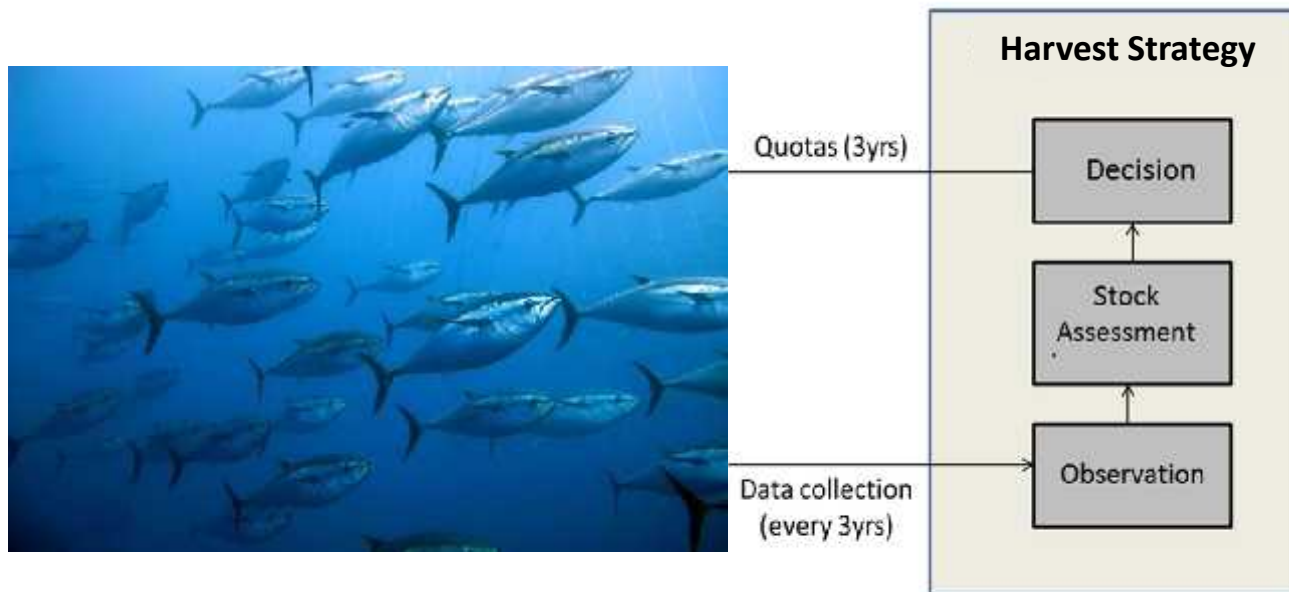 Harvest Strategy
Quotas (3yrs)
Decision
Stock
Assessment
Data collection
(every 3yrs)
Observation